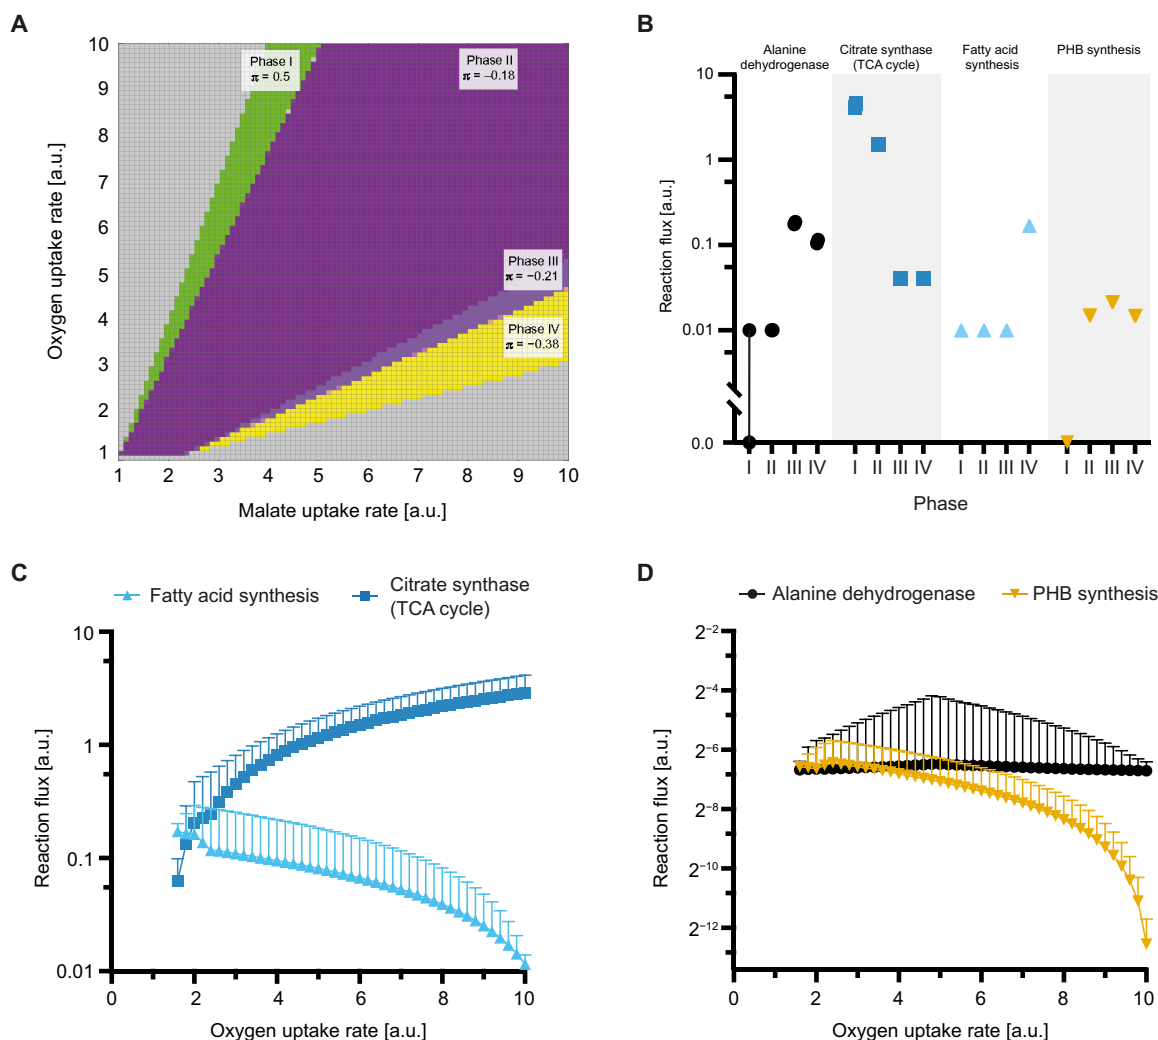 A
10
9
8
7
6
5
4
3
2
1
Oxygen uptake rate [a.u.]
Phase I
π = 0.5
Phase II
π = –0.18
Phase III
π = −0.21
Phase IV
π = −0.38
1 2 3 4 5 6 7 8 9 10
Malate uptake rate [a.u.]
B
Alanine
dehydrogenase
Citrate synthase
(TCA cycle)
Fatty acid
synthesis
PHB synthesis
10
1
0.1
0.01
0.0
Reaction flux [a.u.]
I II III IV I II III IV I II III IV I II III IV
Phase
C
Fatty acid synthesis
Citrate synthase
(TCA cycle)
10
1
0.1
0.01
Reaction flux [a.u.]
0 2 4 6 8 10
Oxygen uptake rate [a.u.]
D
Alanine dehydrogenase
PHB synthesis
2⁻²
2⁻⁴
2⁻⁶
2⁻⁸
2⁻¹⁰
2⁻¹²
Reaction flux [a.u.]
0 2 4 6 8 10
Oxygen uptake rate [a.u.]